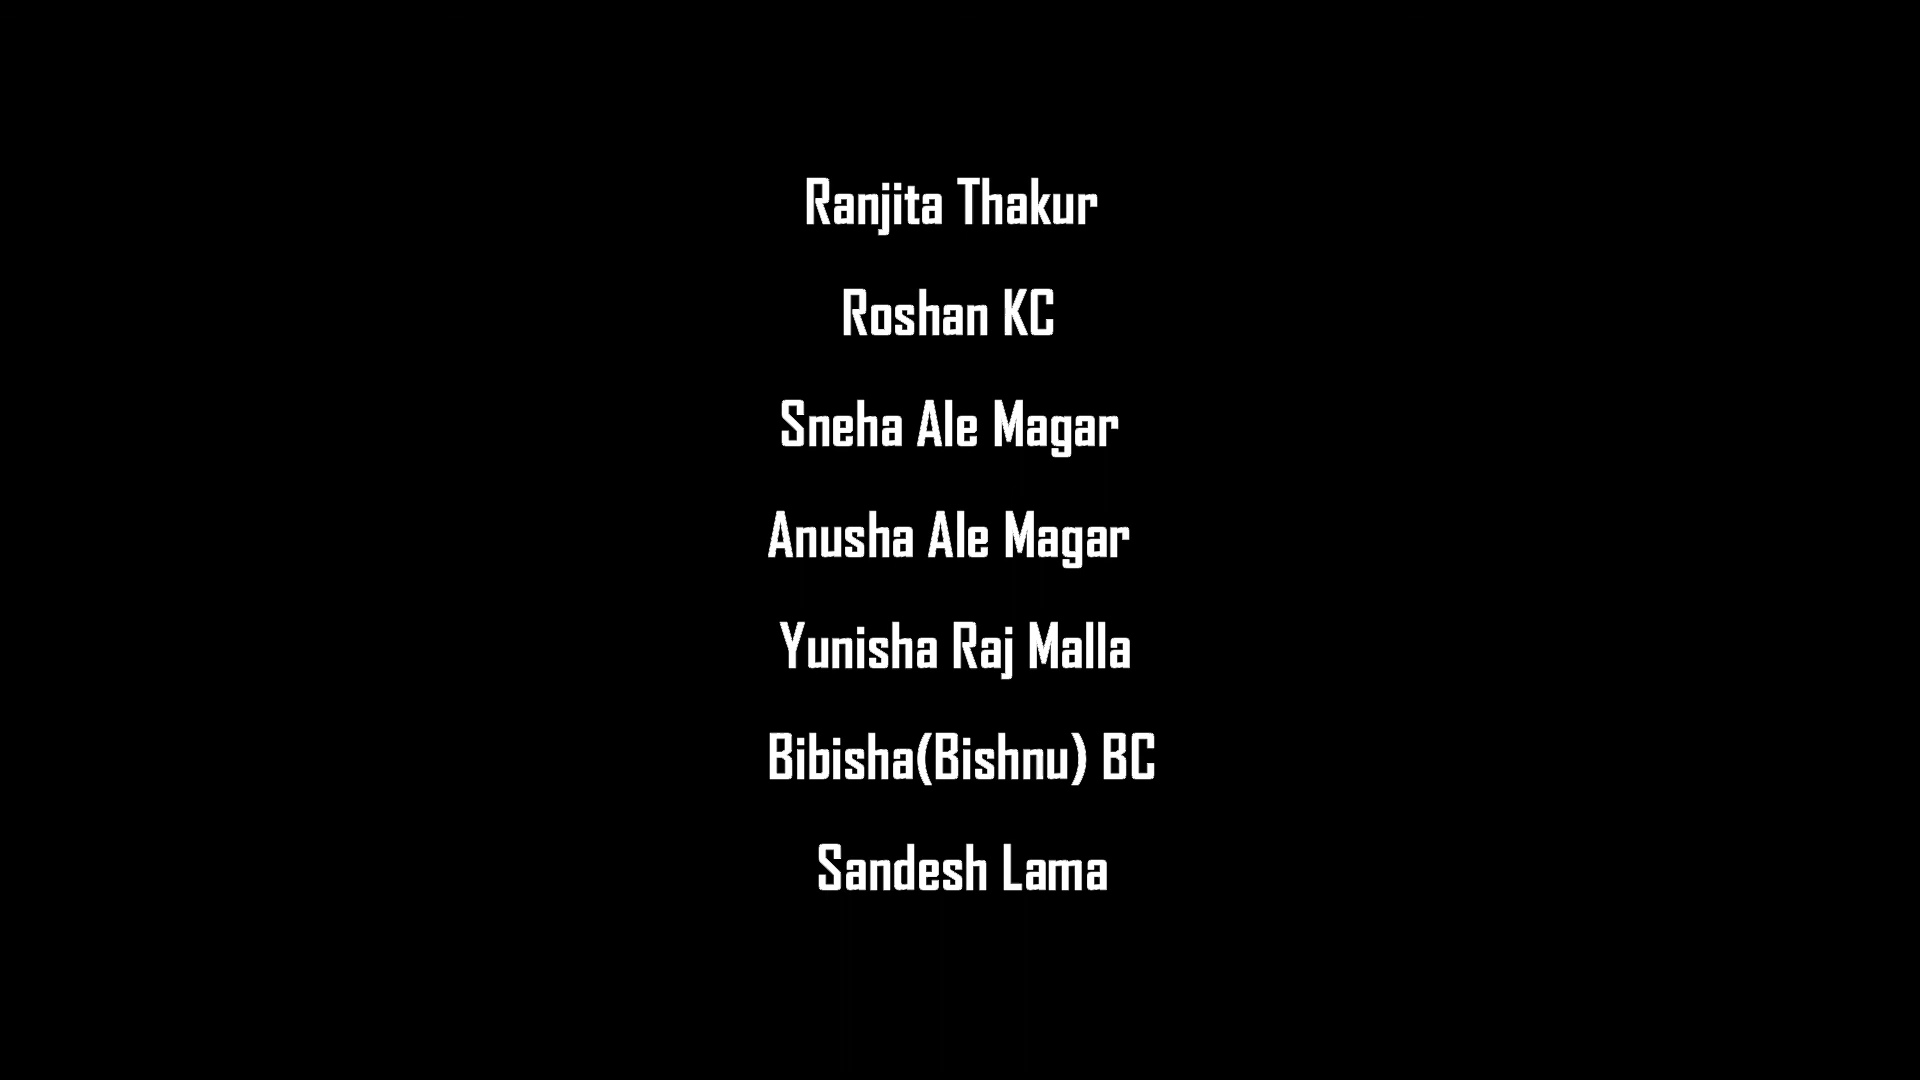 Ranjita Thakur
Roshan KC
Sneha Ale Magar
Anusha Ale Magar
Yunisha Raj Malla
Bibisha(Bishnu) BC
Sandesh Lama